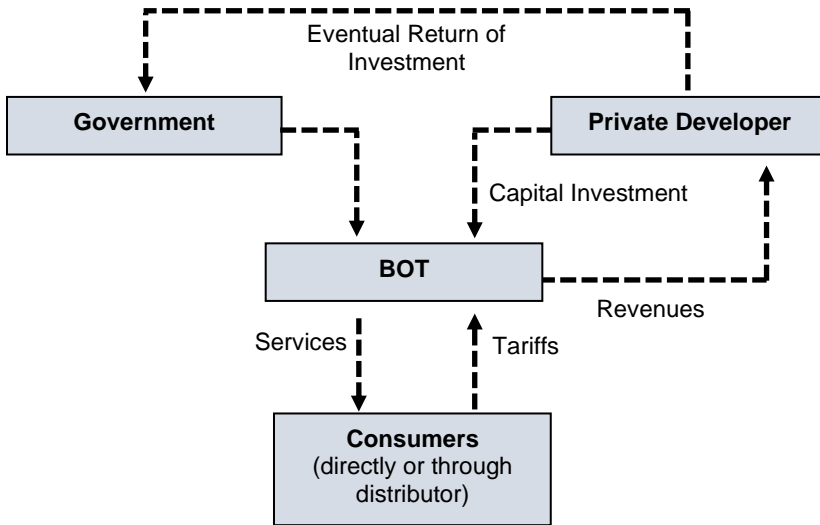 Eventual Return of
Investment
Government
Private Developer
Capital Investment
BOT
Revenues
Services
Tariffs
Consumers
(directly or through
distributor)